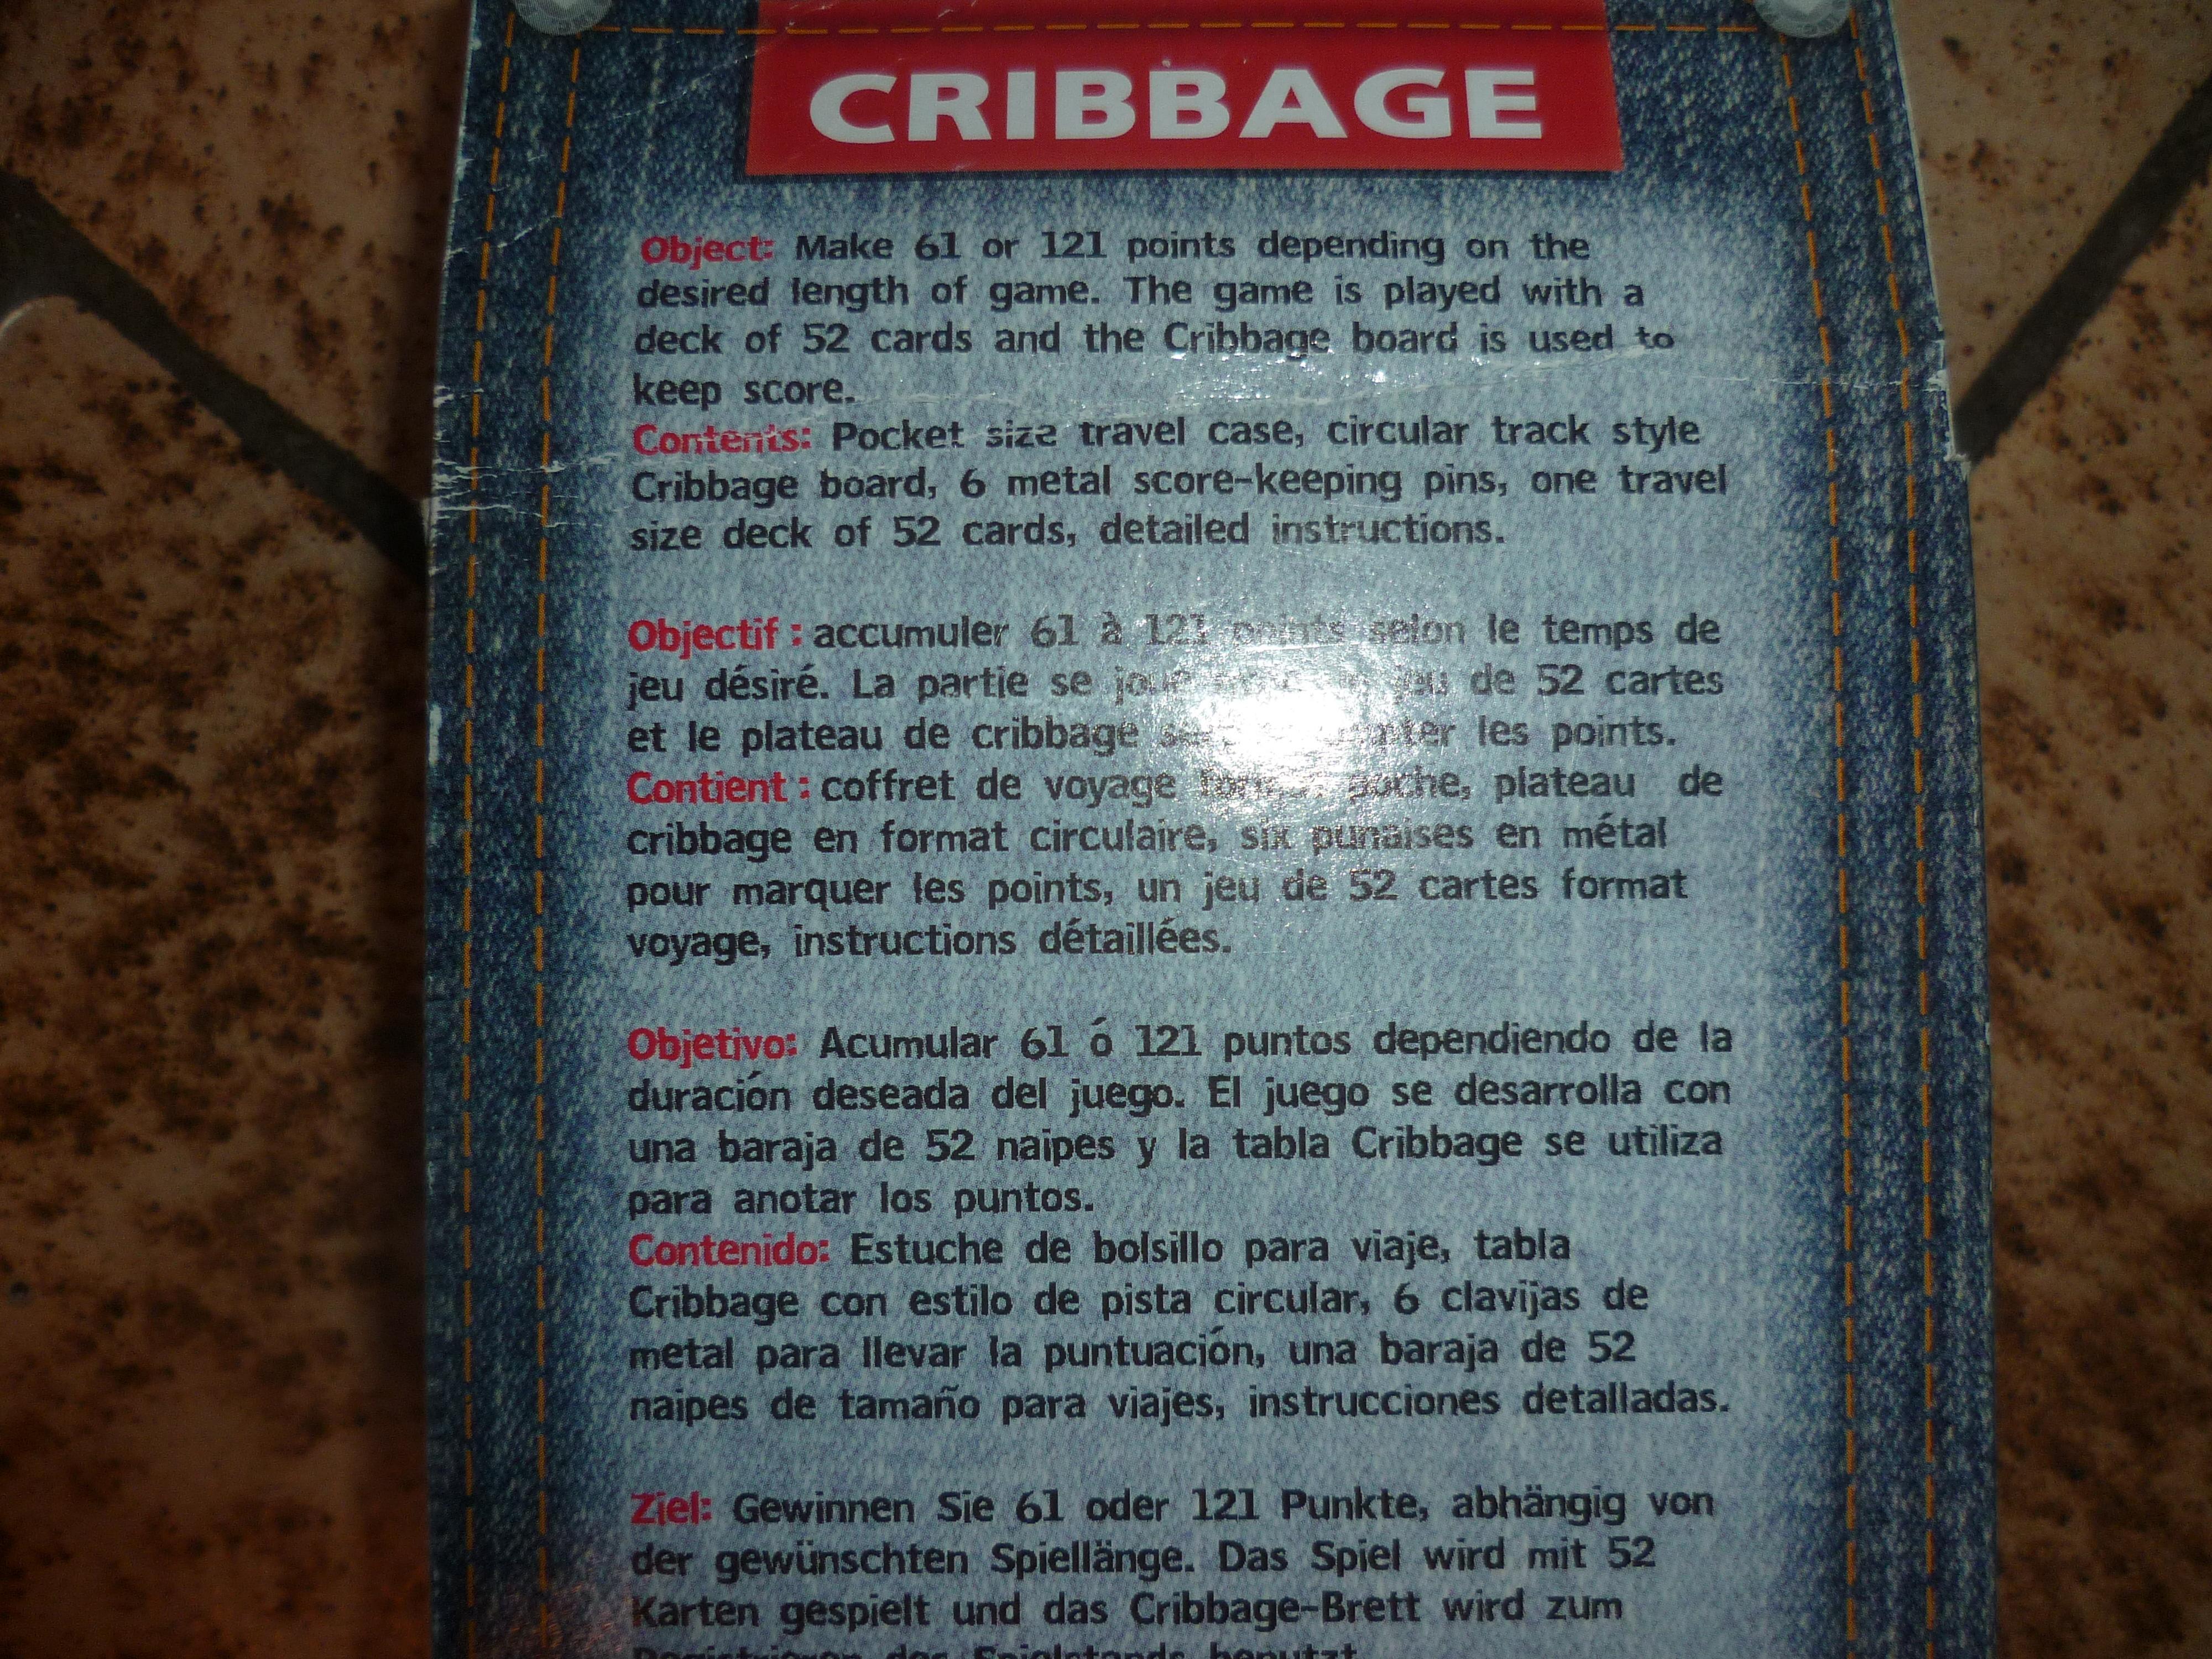 CRIBBAGE
Object: Make 61 or 121 points depending on the
desired length of game. The game is played with a
deck of 52 cards and the Cribbage board is used to
keep score.
Contents: Pocket size travel case, circular track style
Cribbage board, 6 metal score-keeping pins, one travel
size deck of 52 cards, detailed instructions.
Objectif : accumuler 61 à 121 points selon le temps de
jeu désiré. La partie se joue jeu de 52 cartes
et le plateau de cribbage les points.
Contient : coffret de voyage poche, plateau de
cribbage en format circulaire, six punaises en métal
pour marquer les points, un jeu de 52 cartes format
voyage, instructions détaillées.
Objetivo: Acumular 61 ó 121 puntos dependiendo de la
duración deseada del juego. El juego se desarrolla con
una baraja de 52 naipes y la tabla Cribbage se utiliza
para anotar los puntos.
Contenido: Estuche de bolsillo para viaje, tabla
Cribbage con estilo de pista circular, 6 clavijas de
metal para llevar la puntuación, una baraja de 52
naipes de tamaño para viajes, instrucciones detalladas.
Ziel: Gewinnen Sie 61 oder 121 Punkte, abhängig von
der gewünschten Spiellänge. Das Spiel wird mit 52
Karten gespielt und das Cribbage-Brett wird zum
Registrieren des Spielstands benutzt